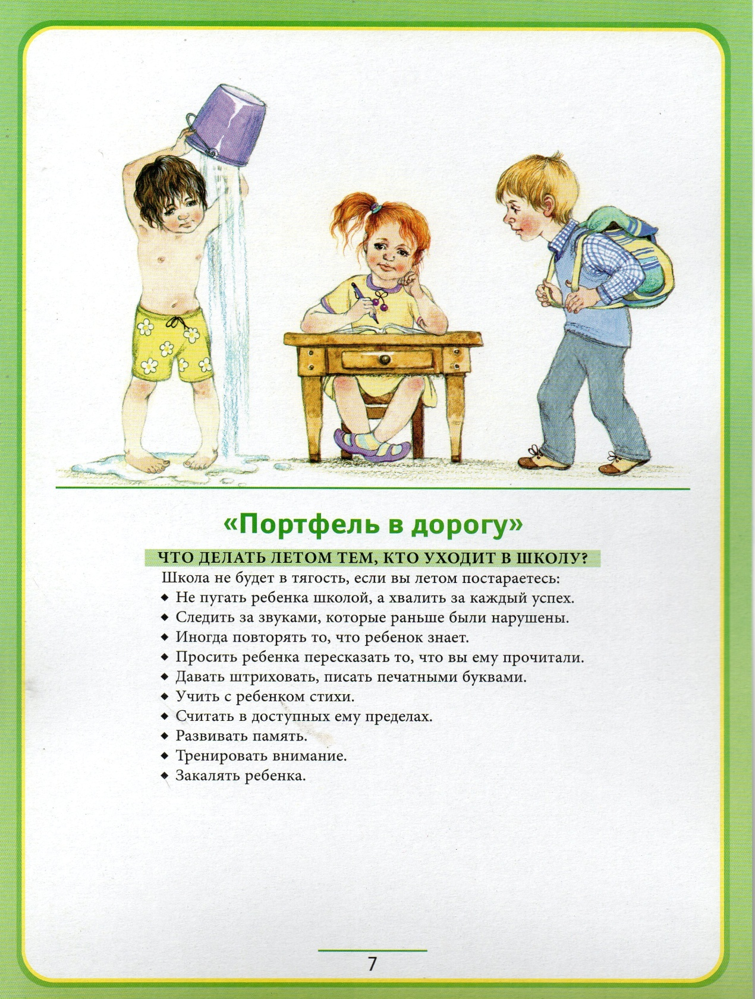 «Портфель в дорогу»
ЧТО ДЕЛАТЬ ЛЕТОМ ТЕМ, КТО УХОДИТ В ШКОЛУ?
Школа не будет в тягость, если вы летом постараетесь:
◆ Не пугать ребенка школой, а хвалить за каждый успех.
◆ Следить за звуками, которые раньше были нарушены.
◆ Иногда повторять то, что ребенок знает.
◆ Просить ребенка пересказать то, что вы ему прочитали.
◆ Давать штриховать, писать печатными буквами.
◆ Учить с ребенком стихи.
◆ Считать в доступных ему пределах.
◆ Развивать память.
◆ Тренировать внимание.
◆ Закалять ребенка.
7